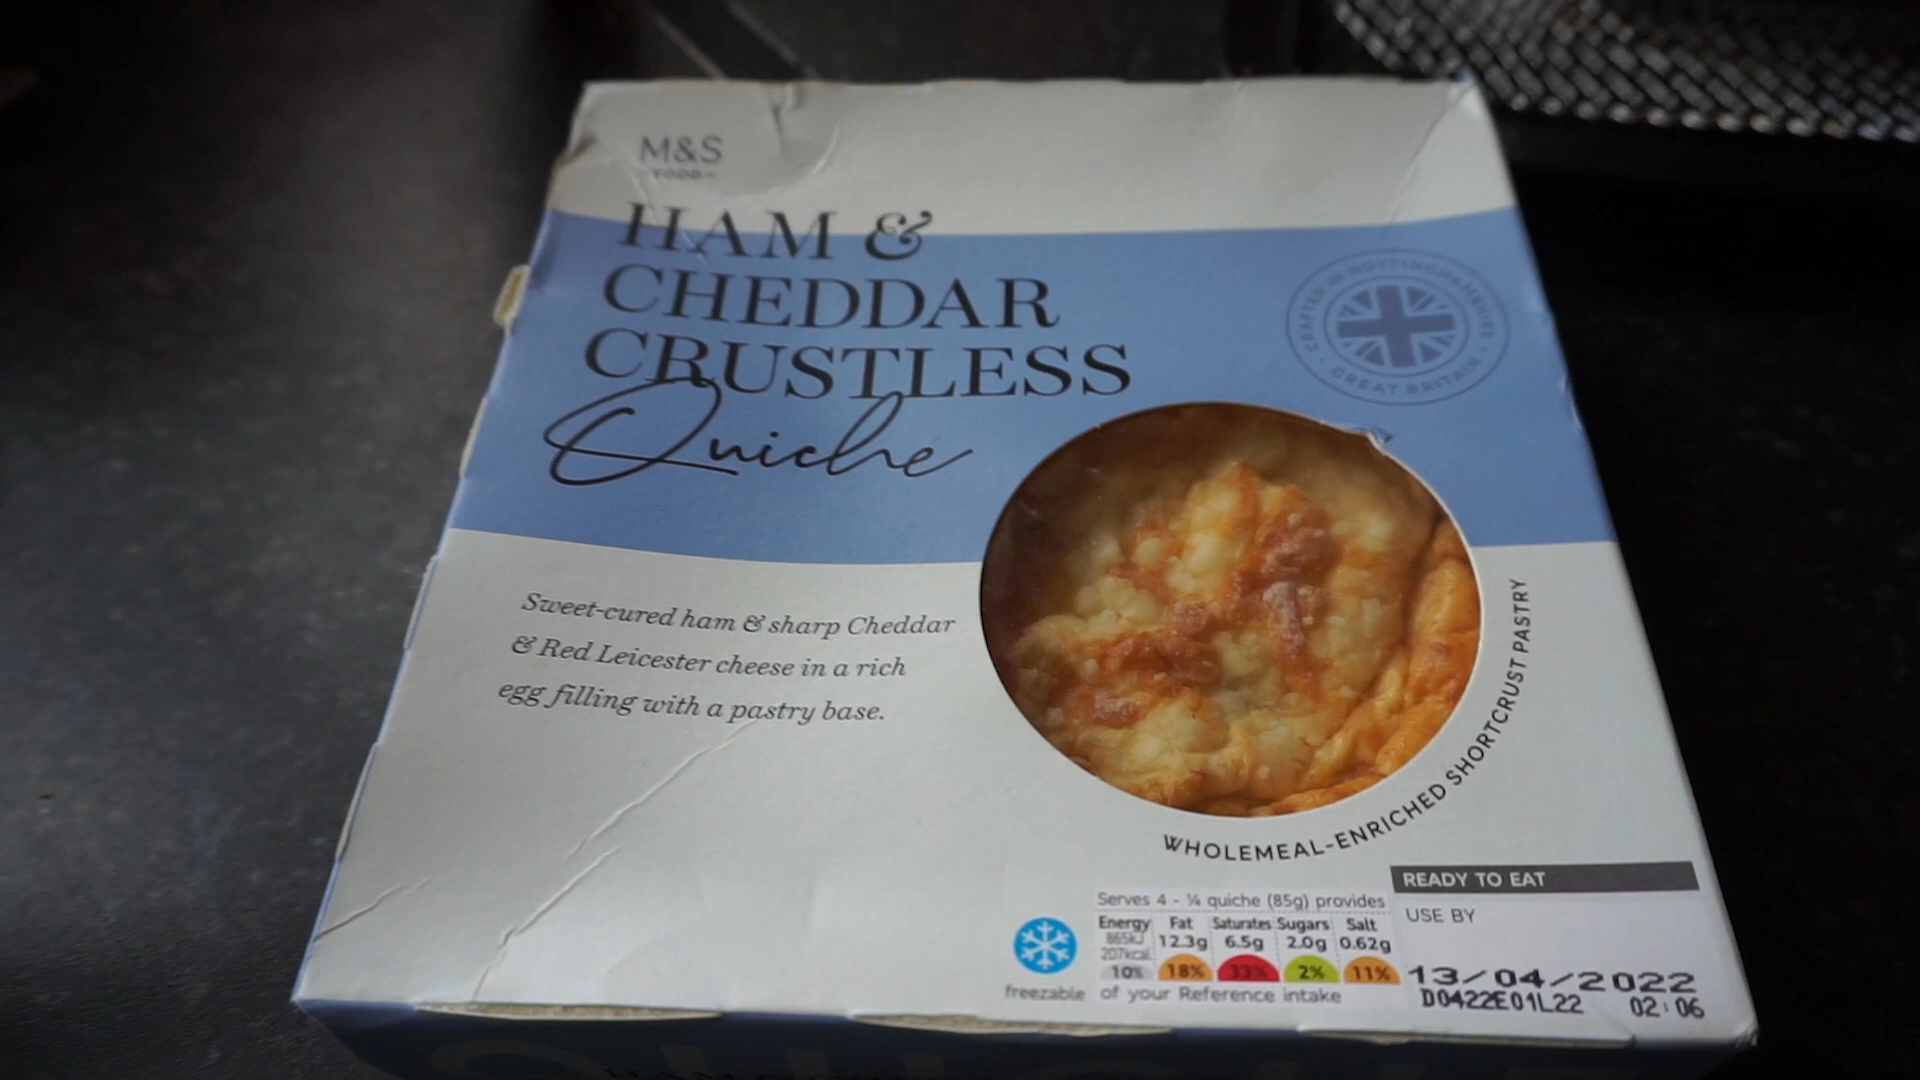 M&S
FOOD
HAM &
CHEDDAR
CRUSTLESS
Quiche
CRAFTED IN NOTTINGHAMSHIRE
GREAT BRITAIN
Sweet-cured ham & sharp Cheddar
& Red Leicester cheese in a rich
egg filling with a pastry base.
WHOLEMEAL-ENRICHED SHORTCRUST PASTRY
READY TO EAT
USE BY
13/04/2022
D0422E01L22 02:06
Serves 4 - ¼ quiche (85g) provides
Energy Fat Saturates Sugars Salt
865kJ 12.3g 6.5g 2.0g 0.62g
207kcal
10% 18% 33% 2% 11%
freezable of your Reference intake